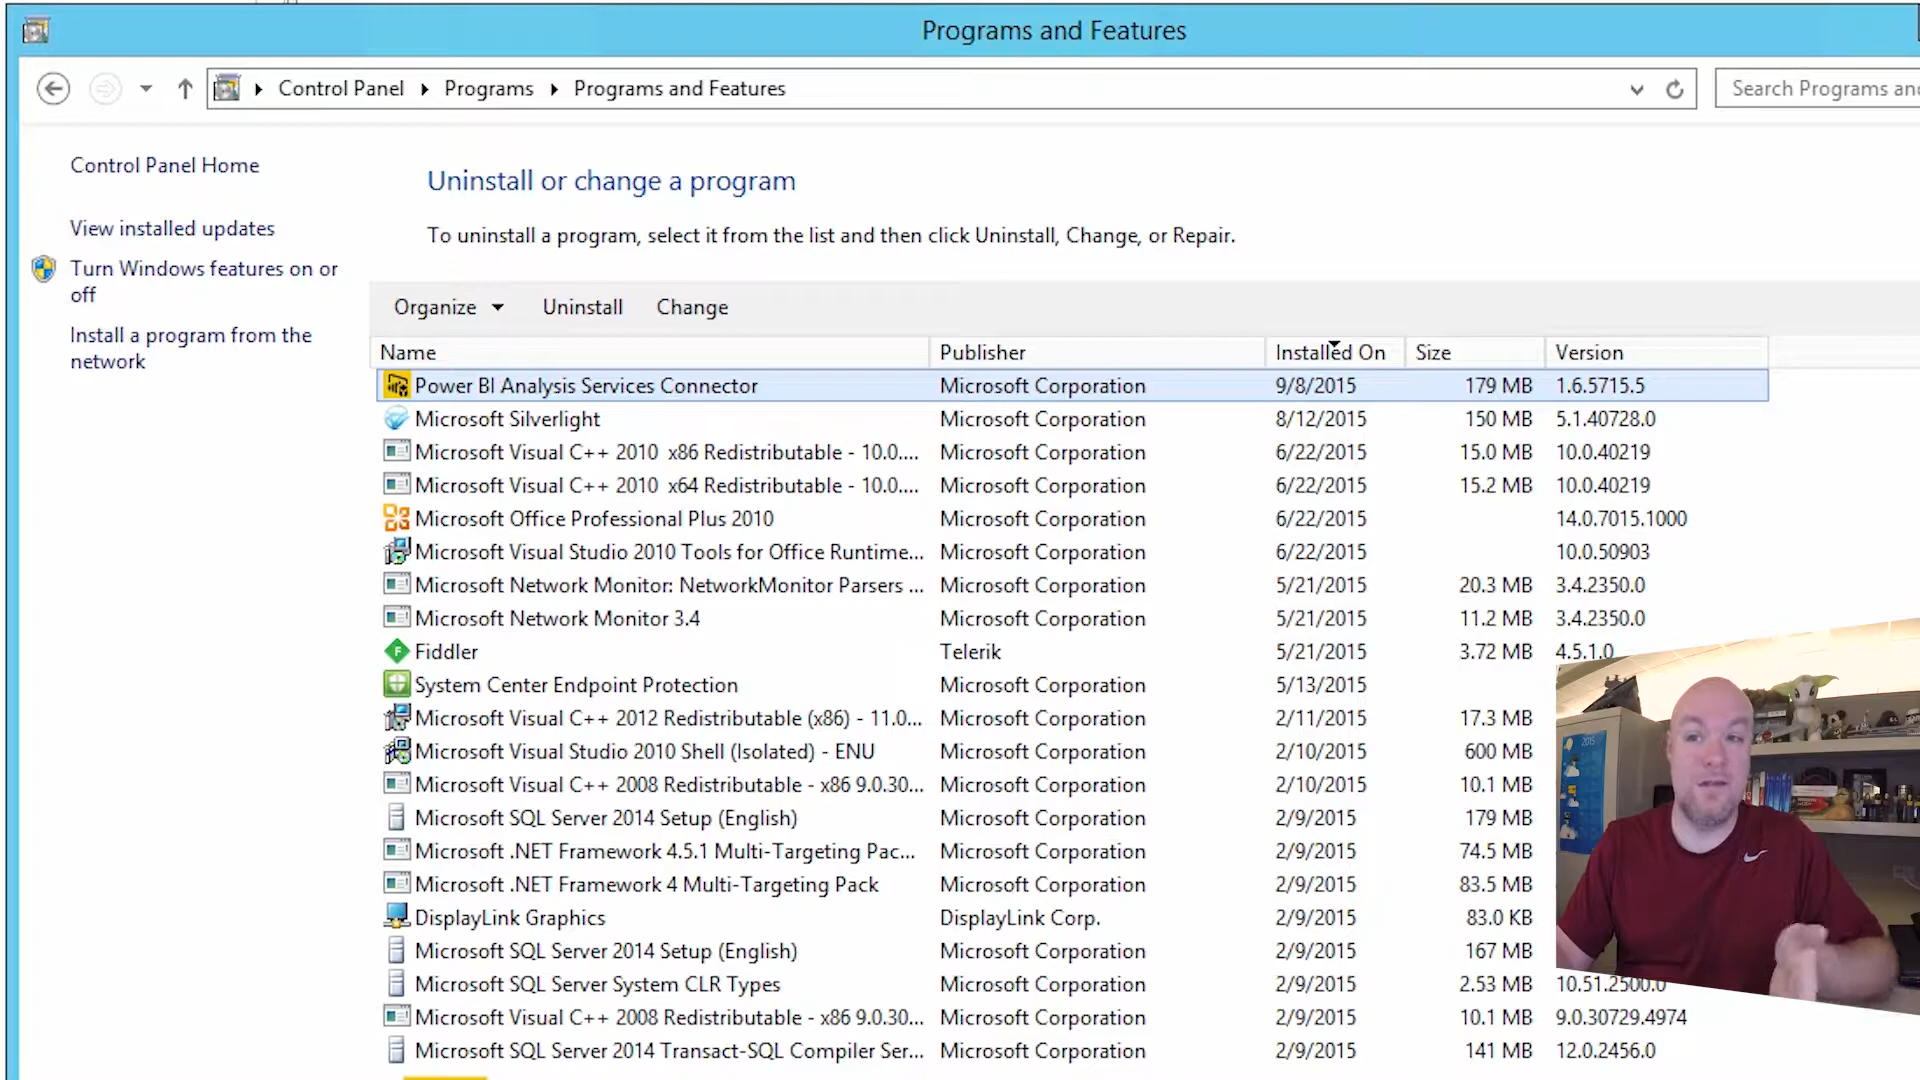 Programs and Features
Control Panel Programs Programs and Features
Search Programs and
Control Panel Home
View installed updates
Turn Windows features on or
off
Install a program from the
network
Uninstall or change a program
To uninstall a program, select it from the list and then click Uninstall, Change, or Repair.
Organize Uninstall Change
Name Publisher Installed On Size Version
Power BI Analysis Services Connector Microsoft Corporation 9/8/2015 179 MB 1.6.5715.5
Microsoft Silverlight Microsoft Corporation 8/12/2015 150 MB 5.1.40728.0
Microsoft Visual C++ 2010 x86 Redistributable - 10.0.... Microsoft Corporation 6/22/2015 15.0 MB 10.0.40219
Microsoft Visual C++ 2010 x64 Redistributable - 10.0.... Microsoft Corporation 6/22/2015 15.2 MB 10.0.40219
Microsoft Office Professional Plus 2010 Microsoft Corporation 6/22/2015 14.0.7015.1000
Microsoft Visual Studio 2010 Tools for Office Runtime... Microsoft Corporation 6/22/2015 10.0.50903
Microsoft Network Monitor: NetworkMonitor Parsers ... Microsoft Corporation 5/21/2015 20.3 MB 3.4.2350.0
Microsoft Network Monitor 3.4 Microsoft Corporation 5/21/2015 11.2 MB 3.4.2350.0
Fiddler Telerik 5/21/2015 3.72 MB 4.5.1.0
System Center Endpoint Protection Microsoft Corporation 5/13/2015
Microsoft Visual C++ 2012 Redistributable (x86) - 11.0... Microsoft Corporation 2/11/2015 17.3 MB
Microsoft Visual Studio 2010 Shell (Isolated) - ENU Microsoft Corporation 2/10/2015 600 MB
Microsoft Visual C++ 2008 Redistributable - x86 9.0.30... Microsoft Corporation 2/10/2015 10.1 MB
Microsoft SQL Server 2014 Setup (English) Microsoft Corporation 2/9/2015 179 MB
Microsoft .NET Framework 4.5.1 Multi-Targeting Pac... Microsoft Corporation 2/9/2015 74.5 MB
Microsoft .NET Framework 4 Multi-Targeting Pack Microsoft Corporation 2/9/2015 83.5 MB
DisplayLink Graphics DisplayLink Corp. 2/9/2015 83.0 KB
Microsoft SQL Server 2014 Setup (English) Microsoft Corporation 2/9/2015 167 MB
Microsoft SQL Server System CLR Types Microsoft Corporation 2/9/2015 2.53 MB 10.51.2500.0
Microsoft Visual C++ 2008 Redistributable - x86 9.0.30... Microsoft Corporation 2/9/2015 10.1 MB 9.0.30729.4974
Microsoft SQL Server 2014 Transact-SQL Compiler Ser... Microsoft Corporation 2/9/2015 141 MB 12.0.2456.0
2015